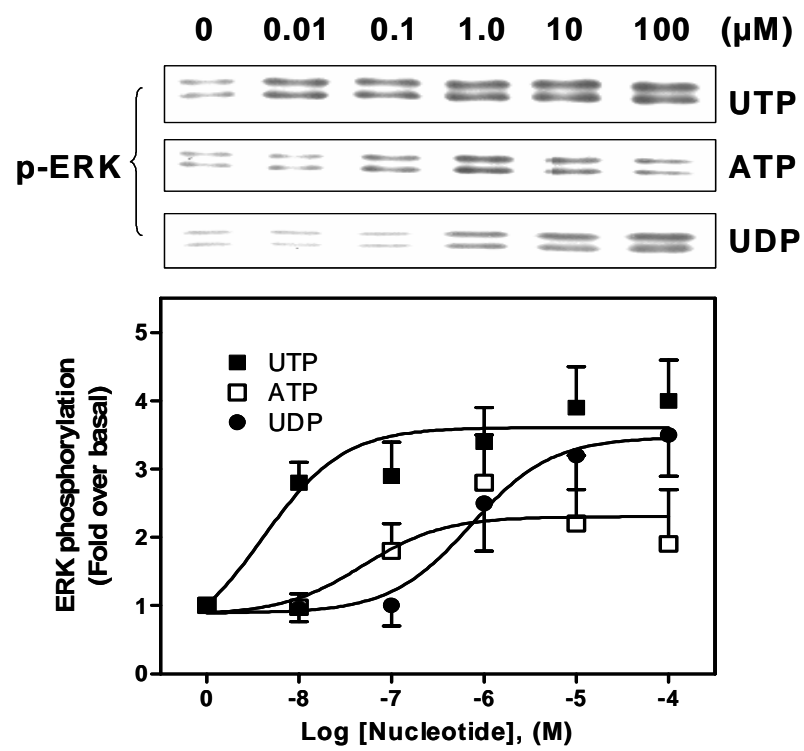 0 0.01 0.1 1.0 10 100 (µM)
UTP
p-ERK
ATP
UDP
5
4
3
2
1
0
ERK phosphorylation
(Fold over basal)
UTP
ATP
UDP
0 -8 -7 -6 -5 -4
Log [Nucleotide], (M)